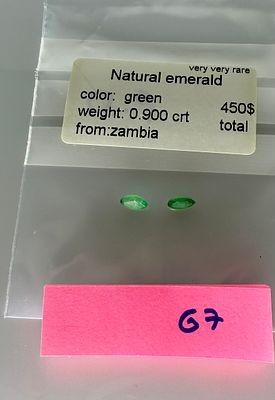 very very rare
Natural emerald
color: green
weight: 0.900 crt
from:zambia
450$
total
G7